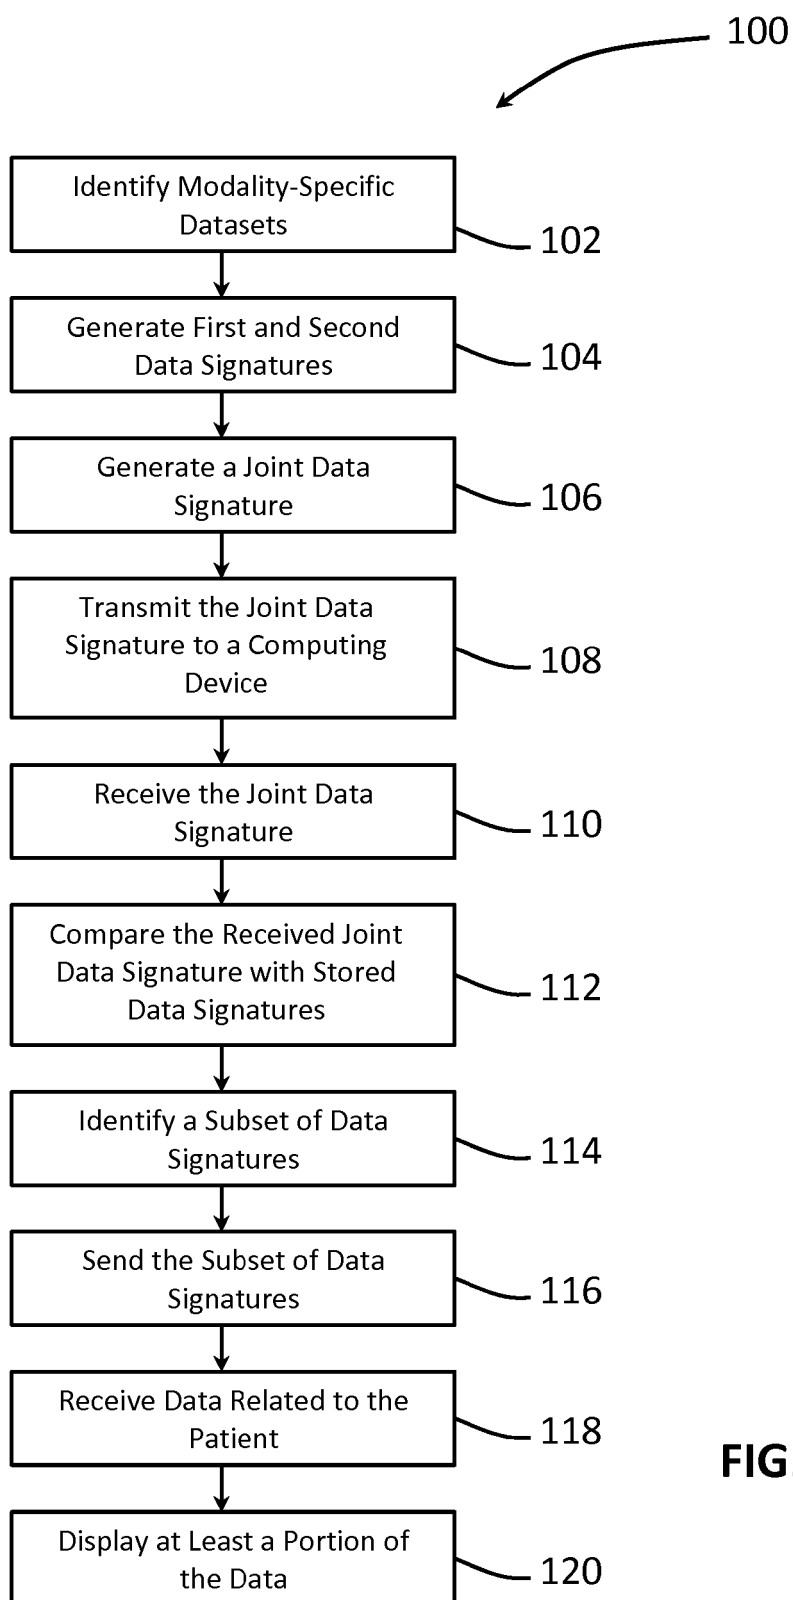 100
Identify Modality-Specific
Datasets
102
Generate First and Second
Data Signatures
104
Generate a Joint Data
Signature
106
Transmit the Joint Data
Signature to a Computing
Device
108
Receive the Joint Data
Signature
110
Compare the Received Joint
Data Signature with Stored
Data Signatures
112
Identify a Subset of Data
Signatures
114
Send the Subset of Data
Signatures
116
Receive Data Related to the
Patient
118
FIG
Display at Least a Portion of
the Data
120